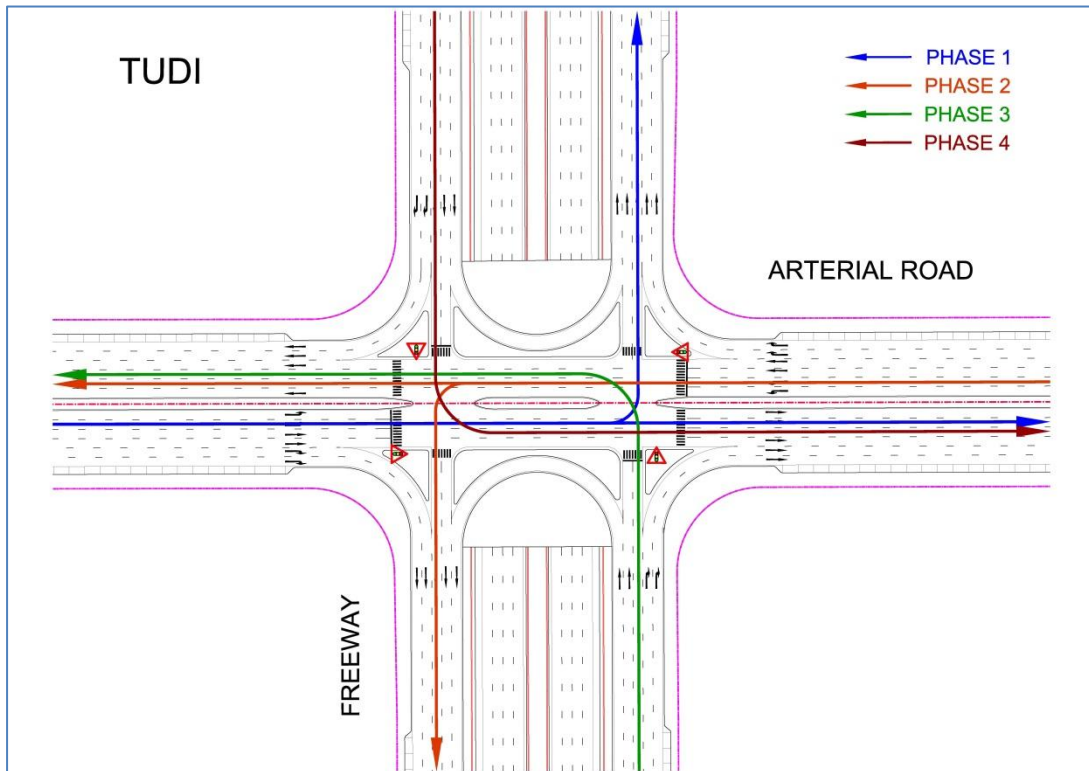 TUDI
PHASE 1
PHASE 2
PHASE 3
PHASE 4
ARTERIAL ROAD
FREEWAY